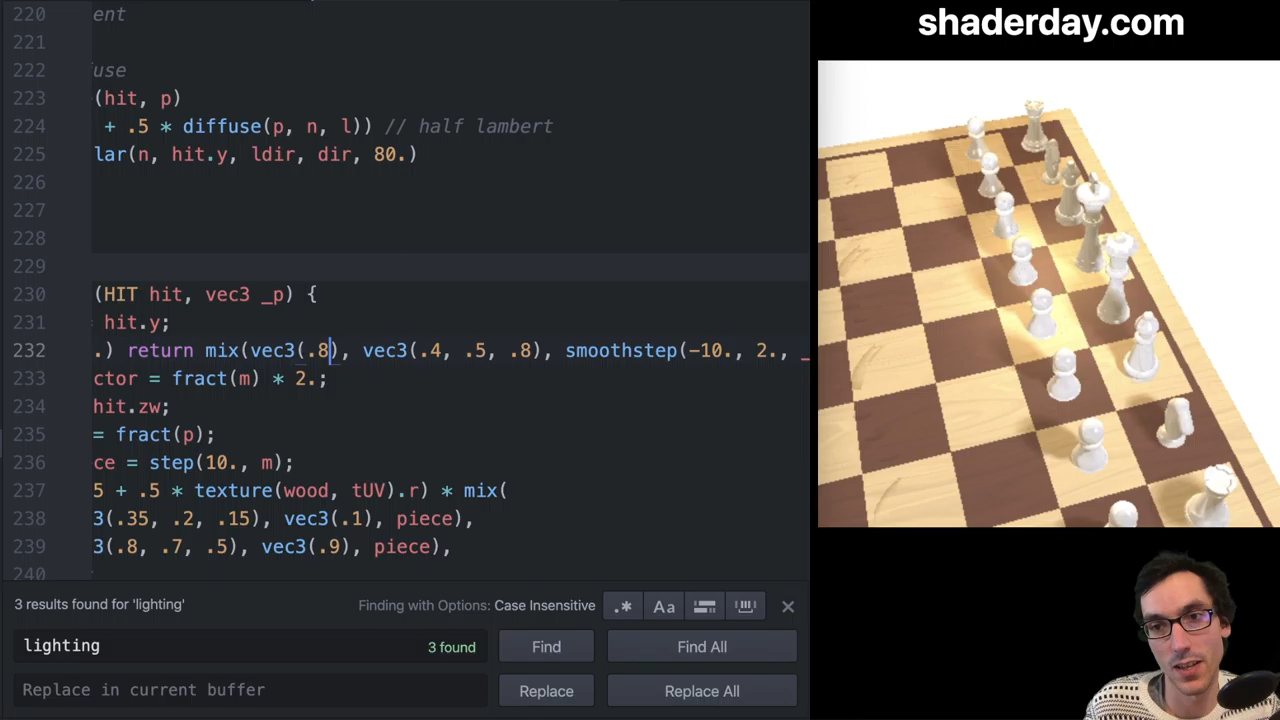 220 ent
221
222 fuse
223 (hit, p)
224 + .5 * diffuse(p, n, l)) // half lambert
225 lar(n, hit.y, ldir, dir, 80.)
226
227
228
229
230 (HIT hit, vec3 _p) {
231 hit.y;
232 .) return mix(vec3(.8), vec3(.4, .5, .8), smoothstep(-10., 2., _
233 ctor = fract(m) * 2.;
234 hit.zw;
235 = fract(p);
236 ce = step(10., m);
237 5 + .5 * texture(wood, tUV).r) * mix(
238 3(.35, .2, .15), vec3(.1), piece),
239 3(.8, .7, .5), vec3(.9), piece),
240
3 results found for 'lighting' Finding with Options: Case Insensitive .* Aa
lighting 3 found Find Find All
Replace in current buffer Replace Replace All
shaderday.com